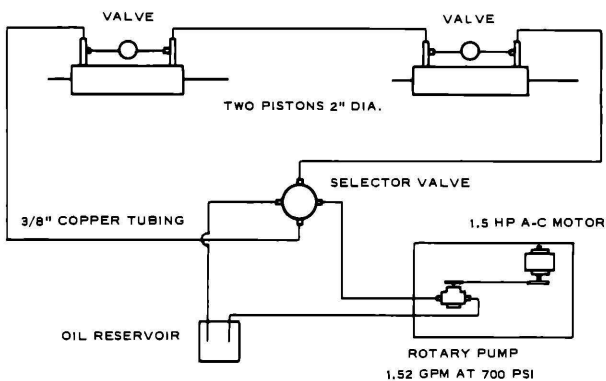 VALVE
VALVE
TWO PISTONS 2" DIA.
SELECTOR VALVE
3/8" COPPER TUBING
1.5 HP A-C MOTOR
OIL RESERVOIR
ROTARY PUMP
1.52 GPM AT 700 PSI